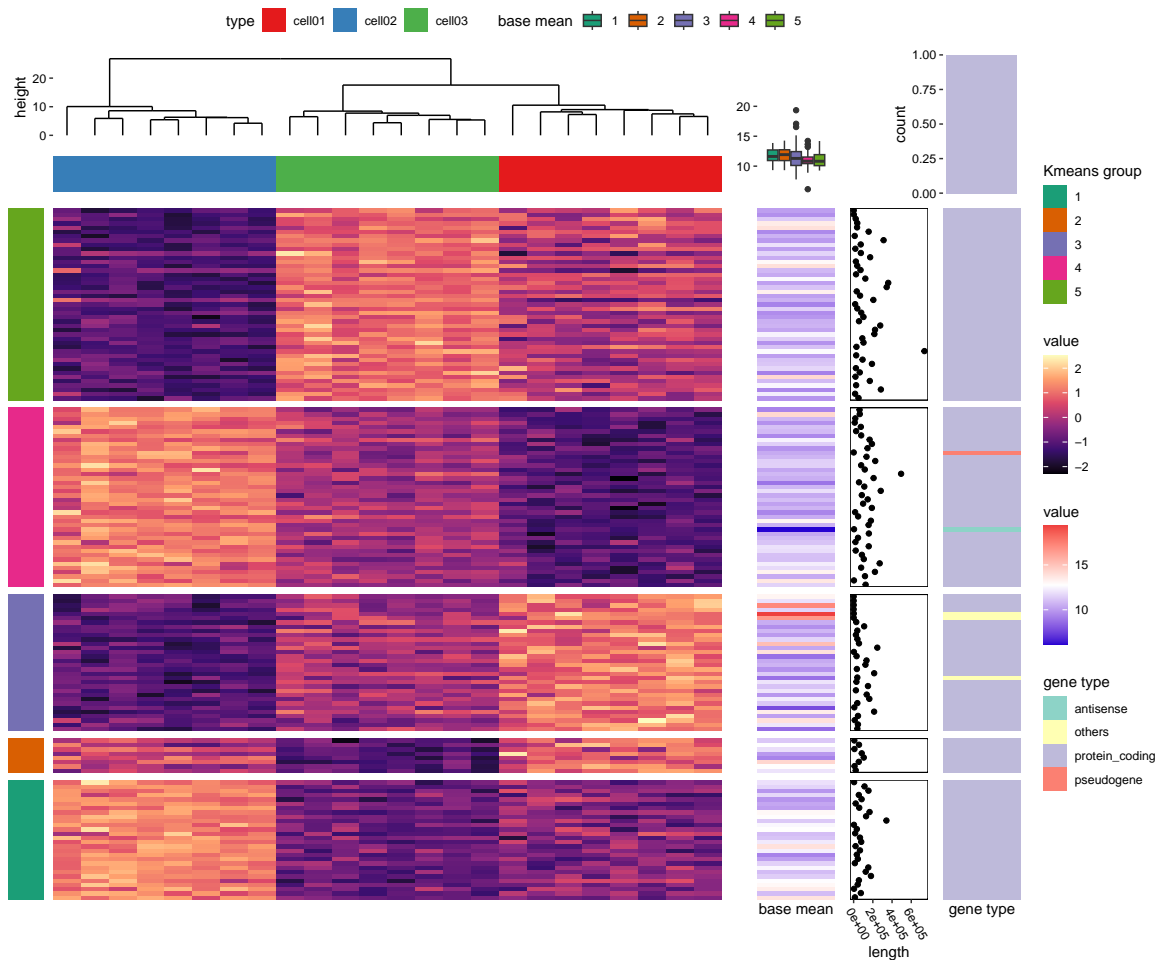 type cell01 cell02 cell03 base mean 1 2 3 4 5
height
20
10
0
20
15
10
count
1.00
0.75
0.50
0.25
0.00
Kmeans group
1
2
3
4
5
value
2
1
0
−1
−2
value
15
10
gene type
antisense
others
protein_coding
pseudogene
base mean
0e+00
2e+05
4e+05
6e+05
length
gene type